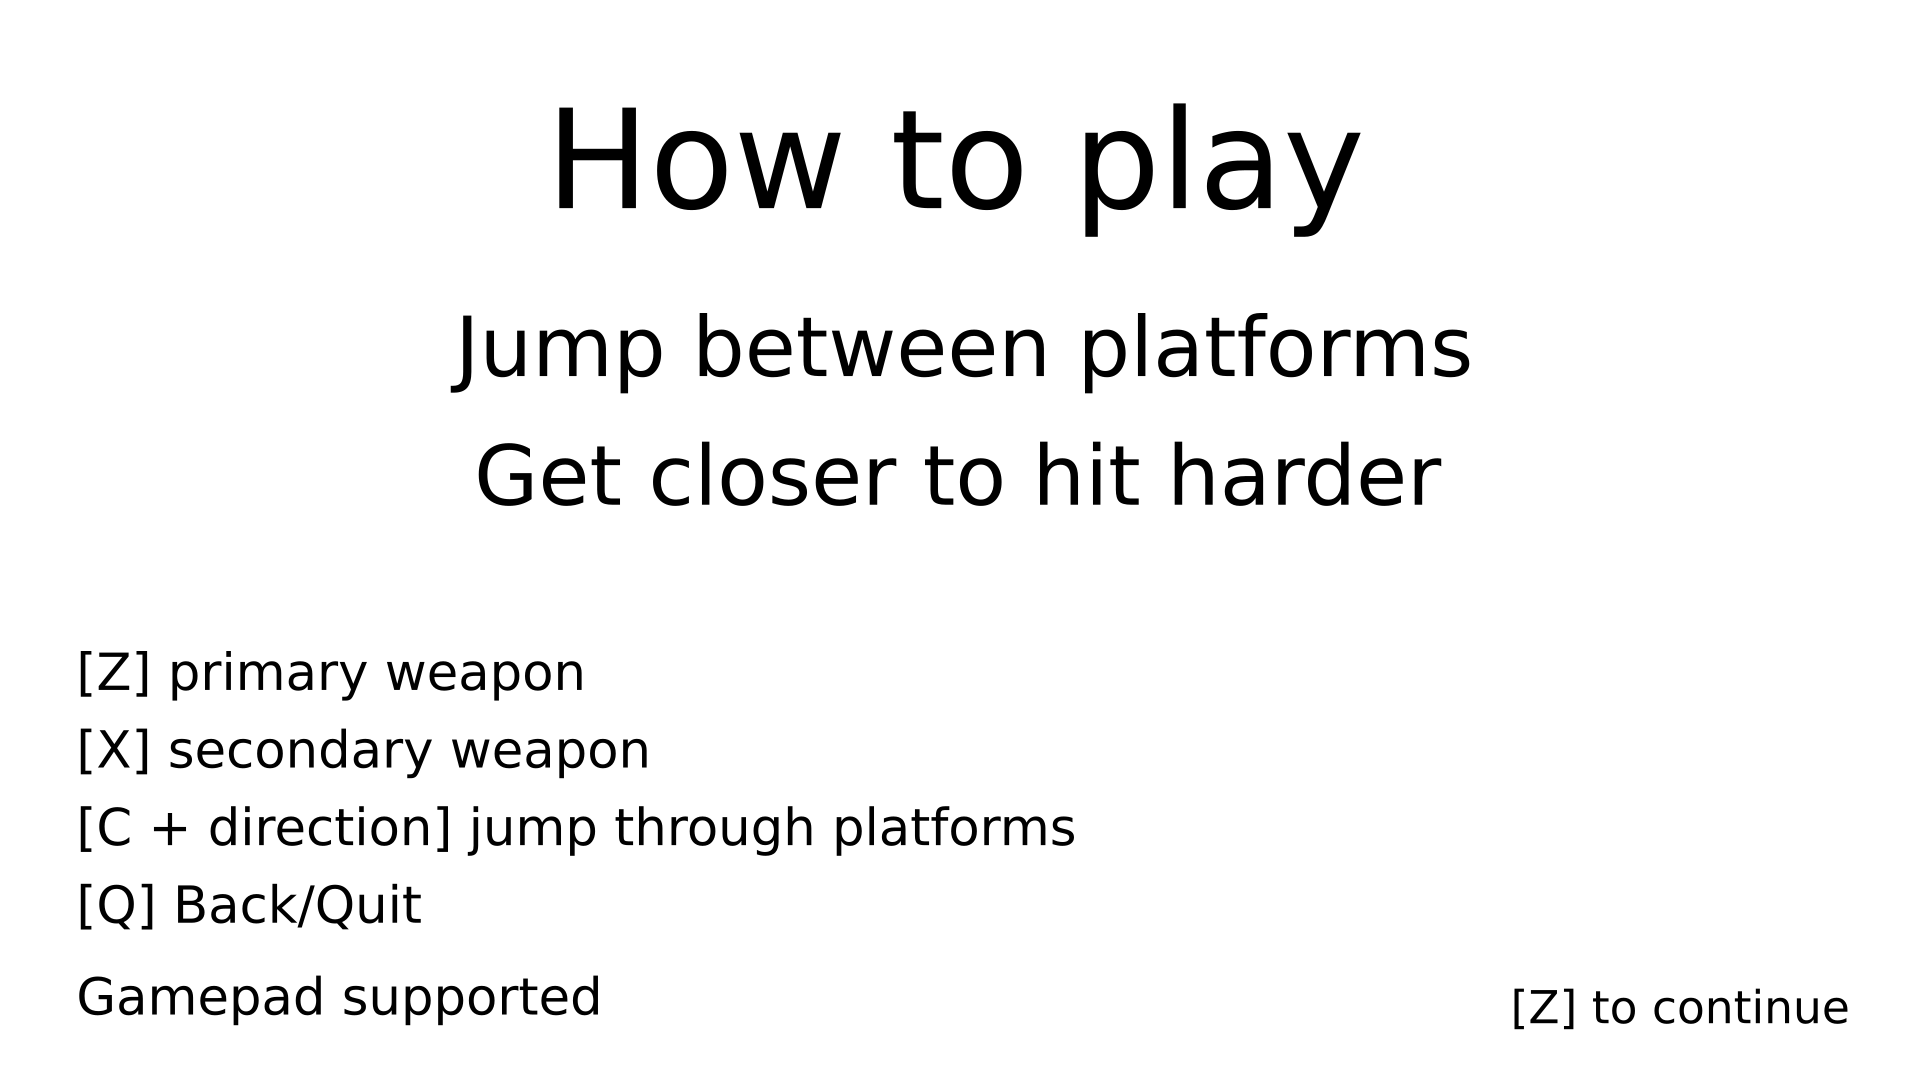 How to play
Jump between platforms
Get closer to hit harder
[Z] primary weapon
[X] secondary weapon
[C + direction] jump through platforms
[Q] Back/Quit
Gamepad supported
[Z] to continue